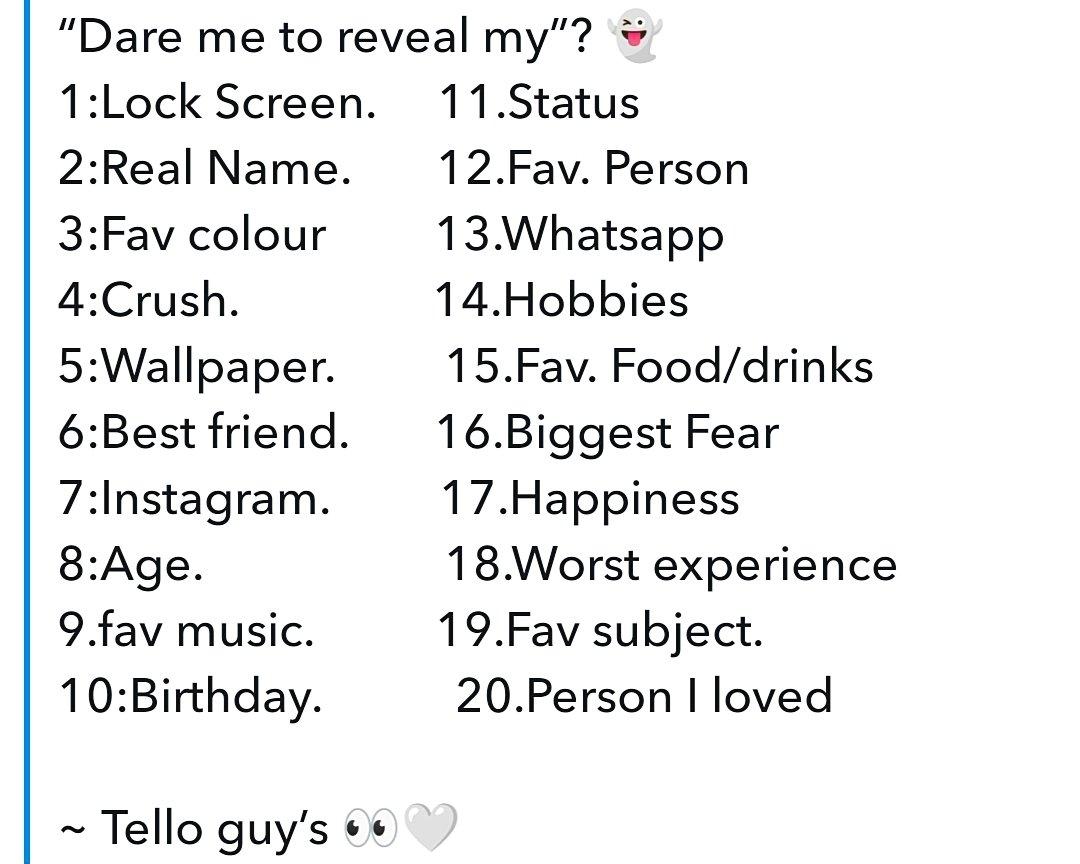 “Dare me to reveal my”? 👻
1:Lock Screen. 11.Status
2:Real Name. 12.Fav. Person
3:Fav colour 13.Whatsapp
4:Crush. 14.Hobbies
5:Wallpaper. 15.Fav. Food/drinks
6:Best friend. 16.Biggest Fear
7:Instagram. 17.Happiness
8:Age. 18.Worst experience
9.fav music. 19.Fav subject.
10:Birthday. 20.Person I loved
~ Tello guy’s 👀🤍